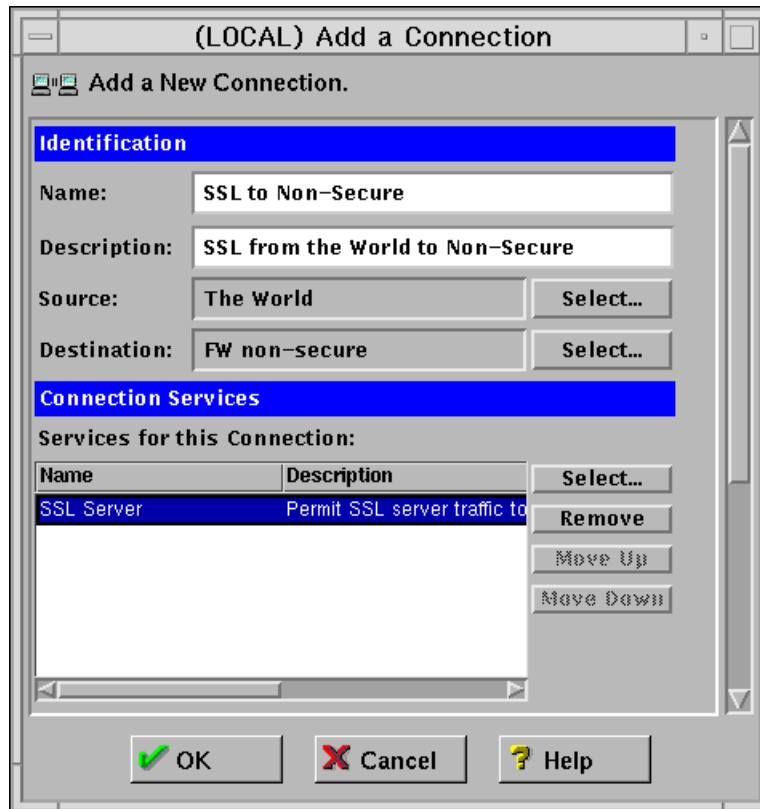 (LOCAL) Add a Connection
Add a New Connection.
Identification
Name: SSL to Non-Secure
Description: SSL from the World to Non-Secure
Source: The World Select...
Destination: FW non-secure Select...
Connection Services
Services for this Connection:
Name Description Select...
SSL Server Permit SSL server traffic to
Remove
Move Up
Move Down
OK Cancel Help